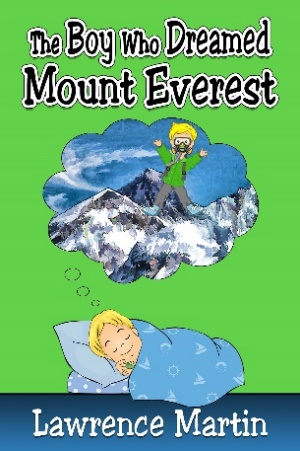 The Boy Who Dreamed
Mount Everest
Lawrence Martin